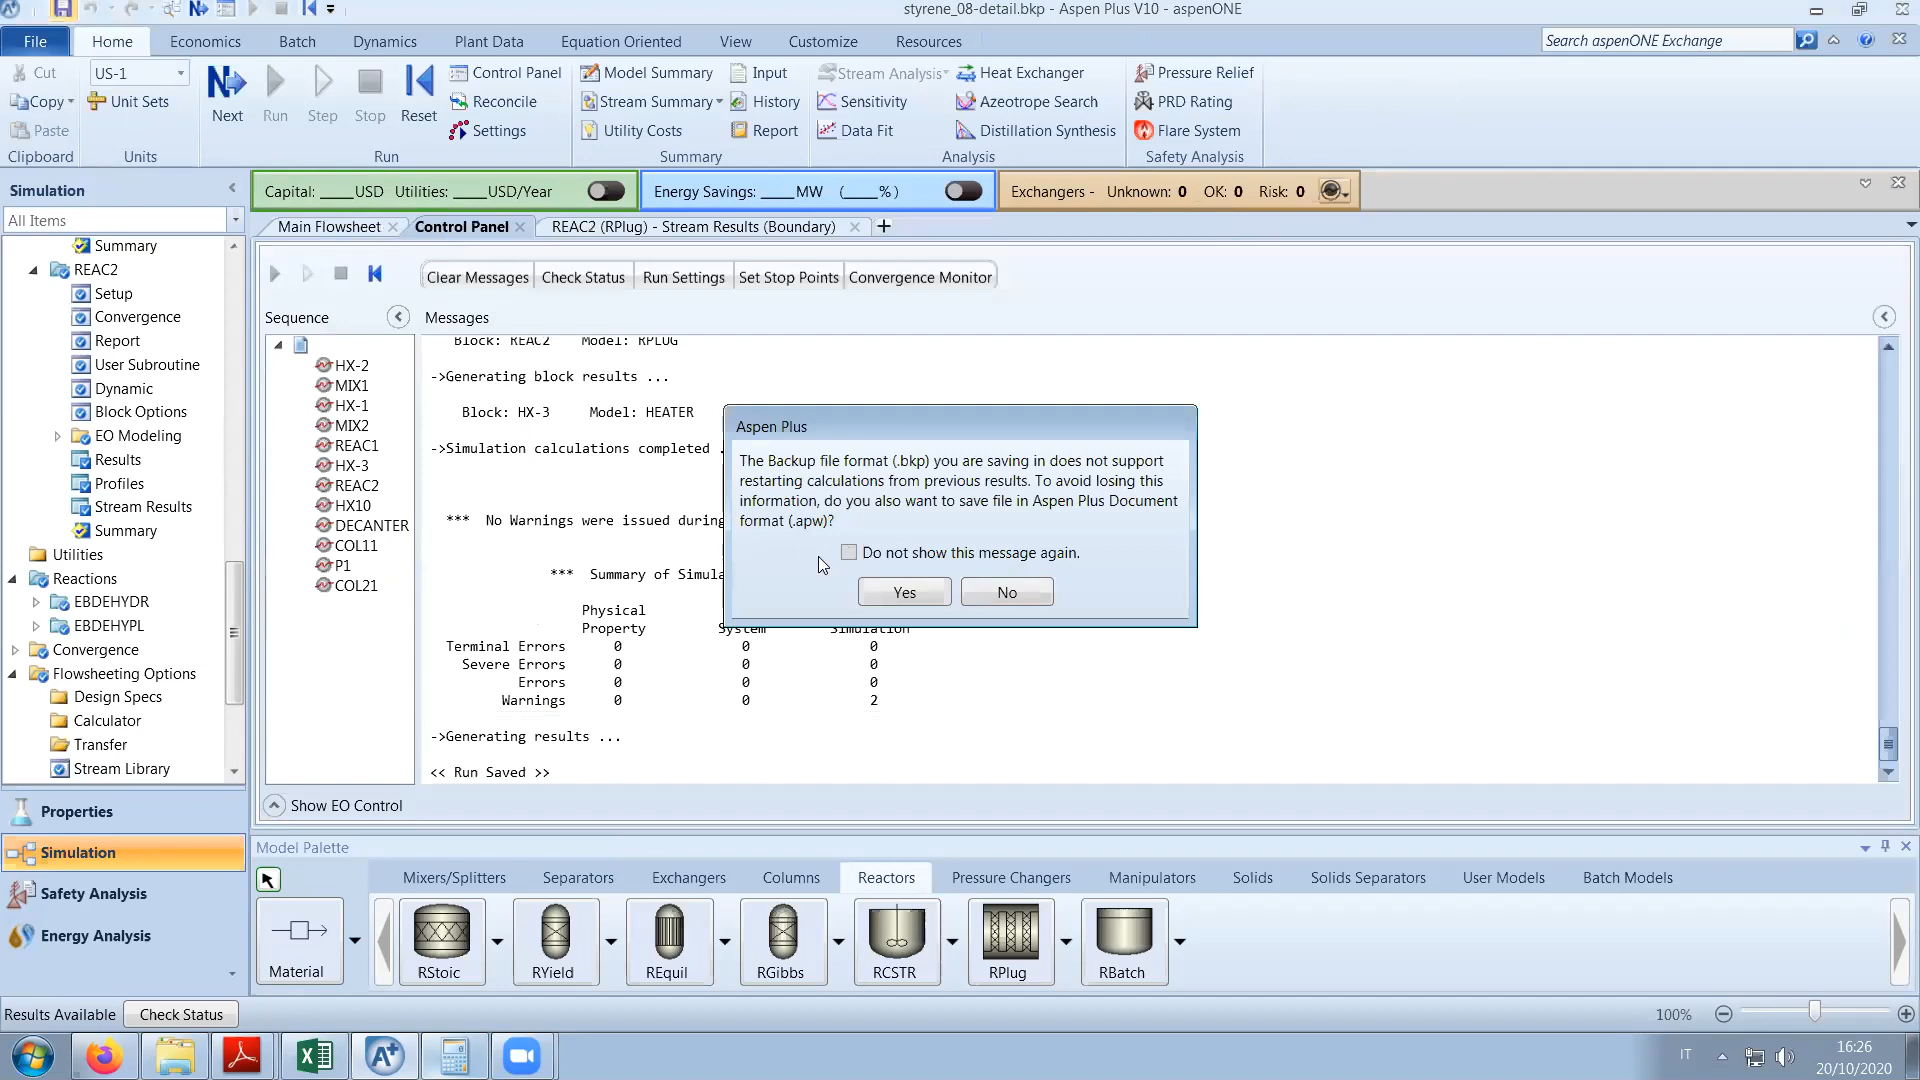 styrene_08-detail.bkp - Aspen Plus V10 - aspenONE
File Home Economics Batch Dynamics Plant Data Equation Oriented View Customize Resources Search aspenONE Exchange
Cut US-1 Control Panel Model Summary Input Stream Analysis Heat Exchanger Pressure Relief
Copy Unit Sets Next Run Step Stop Reset Reconcile Stream Summary History Sensitivity Azeotrope Search PRD Rating
Paste Settings Utility Costs Report Data Fit Distillation Synthesis Flare System
Clipboard Units Run Summary Analysis Safety Analysis
Simulation Capital: ____USD Utilities: ____USD/Year Energy Savings: ____MW (____%) Exchangers - Unknown: 0 OK: 0 Risk: 0
All Items
Main Flowsheet Control Panel REAC2 (RPlug) - Stream Results (Boundary)
Summary
REAC2
Setup
Convergence
Report
User Subroutine
Dynamic
Block Options
EO Modeling
Results
Profiles
Stream Results
Summary
Utilities
Reactions
EBDEHYDR
EBDEHYPL
Convergence
Flowsheeting Options
Design Specs
Calculator
Transfer
Stream Library
Properties
Simulation
Safety Analysis
Energy Analysis
Clear Messages Check Status Run Settings Set Stop Points Convergence Monitor
Sequence Messages
HX-2
MIX1
HX-1
MIX2
REAC1
HX-3
REAC2
HX10
DECANTER
COL11
P1
COL21
Block: REAC2 Model: RPLUG
->Generating block results ...
Block: HX-3 Model: HEATER
->Simulation calculations completed .
*** No Warnings were issued during
*** Summary of Simula
Physical
Property System Simulation
Terminal Errors 0 0 0
Severe Errors 0 0 0
Errors 0 0 0
Warnings 0 0 2
->Generating results ...
<< Run Saved >>
Aspen Plus
The Backup file format (.bkp) you are saving in does not support
restarting calculations from previous results. To avoid losing this
information, do you also want to save file in Aspen Plus Document
format (.apw)?
Do not show this message again.
Yes No
Show EO Control
Model Palette
Mixers/Splitters Separators Exchangers Columns Reactors Pressure Changers Manipulators Solids Solids Separators User Models Batch Models
Material RStoic RYield REquil RGibbs RCSTR RPlug RBatch
Results Available Check Status 100%
IT 16:26
20/10/2020